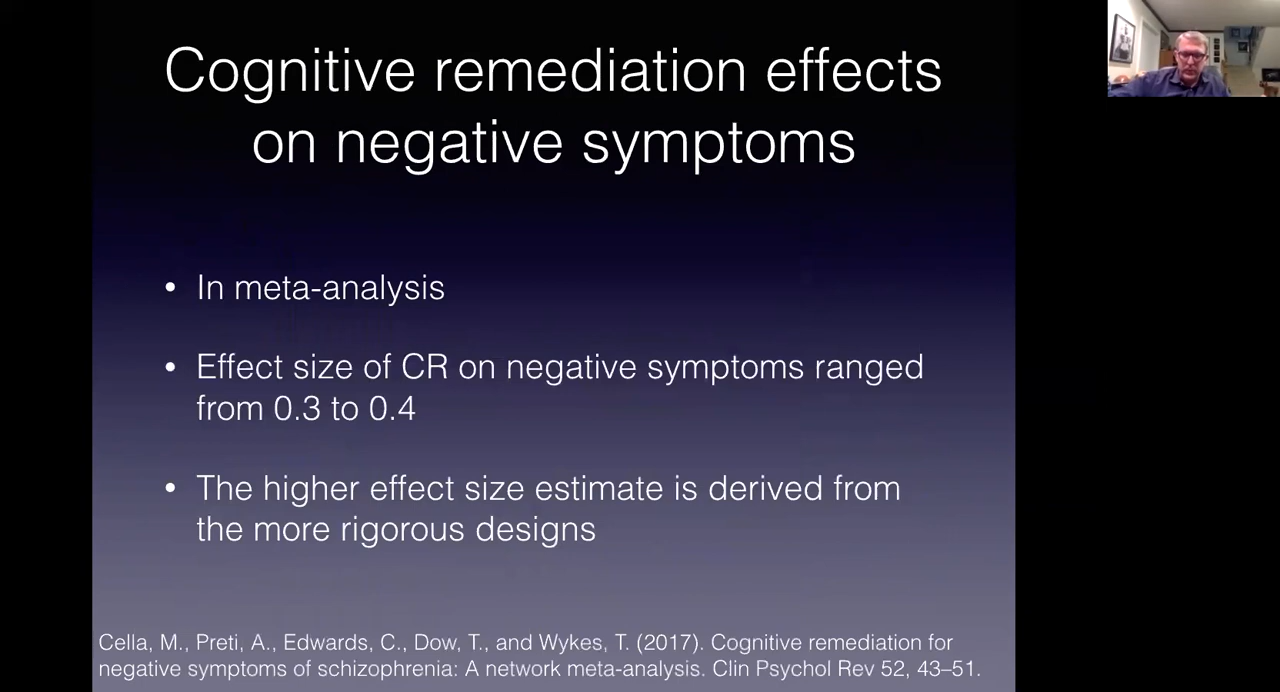 Cognitive remediation effects
on negative symptoms
• In meta-analysis
• Effect size of CR on negative symptoms ranged
from 0.3 to 0.4
• The higher effect size estimate is derived from
the more rigorous designs
Cella, M., Preti, A., Edwards, C., Dow, T., and Wykes, T. (2017). Cognitive remediation for
negative symptoms of schizophrenia: A network meta-analysis. Clin Psychol Rev 52, 43–51.